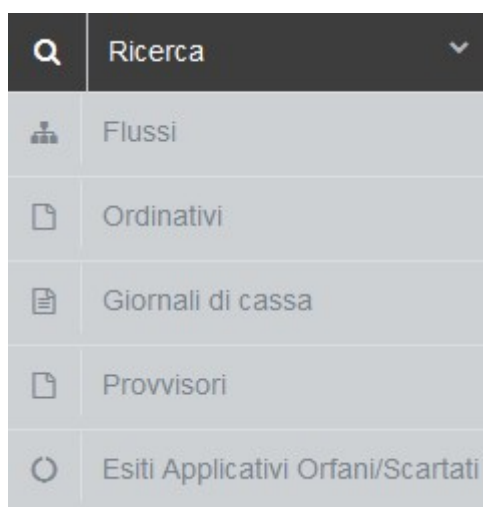 Ricerca
Flussi
Ordinativi
Giornali di cassa
Provvisori
Esiti Applicativi Orfani/Scartati